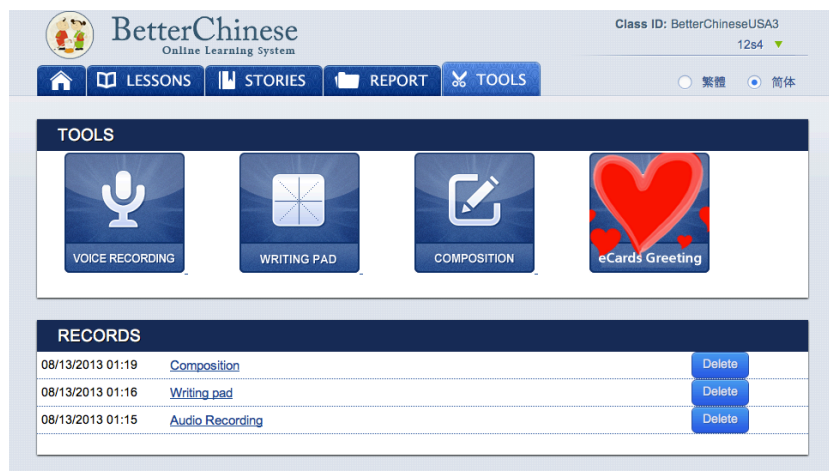 BetterChinese
Online Learning System
Class ID: BetterChineseUSA3
12s4
LESSONS STORIES REPORT TOOLS
繁體 简体
TOOLS
VOICE RECORDING WRITING PAD COMPOSITION eCards Greeting
RECORDS
08/13/2013 01:19 Composition Delete
08/13/2013 01:16 Writing pad Delete
08/13/2013 01:15 Audio Recording Delete